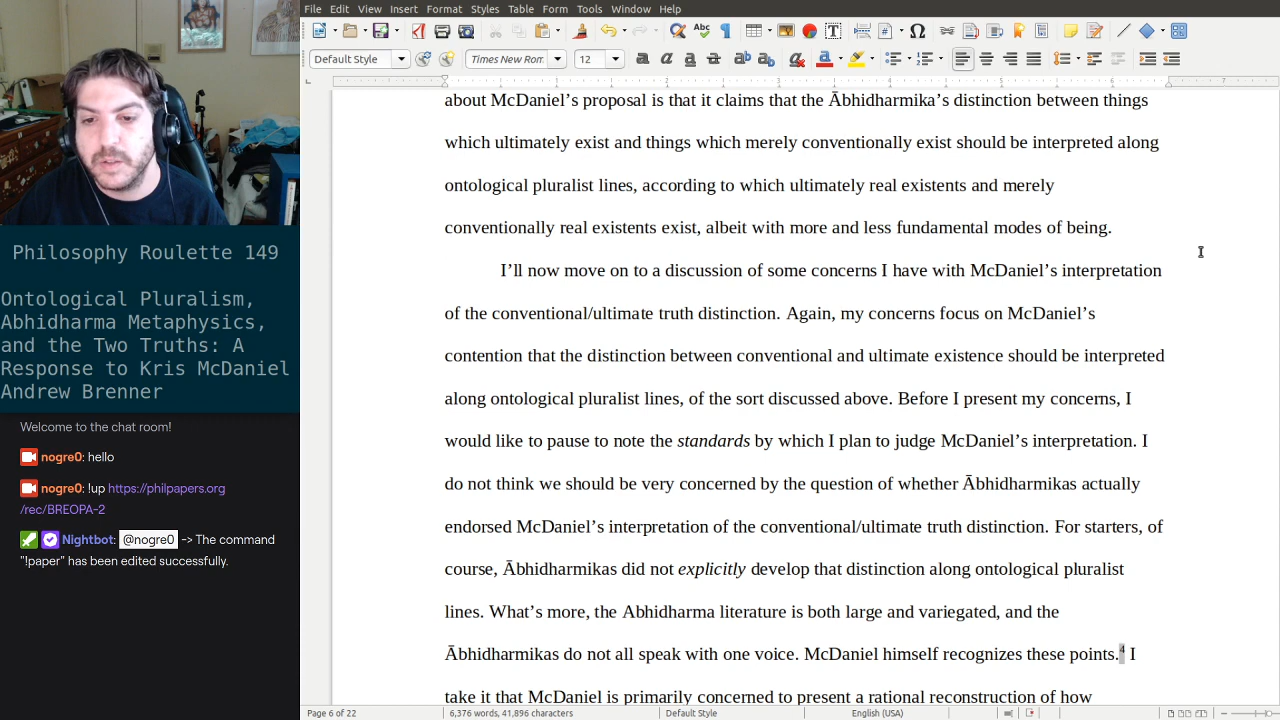 File Edit View Insert Format Styles Table Form Tools Window Help
Default Style
Times New Rom
12
about McDaniel’s proposal is that it claims that the Ābhidharmika’s distinction between things
which ultimately exist and things which merely conventionally exist should be interpreted along
ontological pluralist lines, according to which ultimately real existents and merely
conventionally real existents exist, albeit with more and less fundamental modes of being.
I’ll now move on to a discussion of some concerns I have with McDaniel’s interpretation
of the conventional/ultimate truth distinction. Again, my concerns focus on McDaniel’s
contention that the distinction between conventional and ultimate existence should be interpreted
along ontological pluralist lines, of the sort discussed above. Before I present my concerns, I
would like to pause to note the standards by which I plan to judge McDaniel’s interpretation. I
do not think we should be very concerned by the question of whether Ābhidharmikas actually
endorsed McDaniel’s interpretation of the conventional/ultimate truth distinction. For starters, of
course, Ābhidharmikas did not explicitly develop that distinction along ontological pluralist
lines. What’s more, the Abhidharma literature is both large and variegated, and the
Ābhidharmikas do not all speak with one voice. McDaniel himself recognizes these points.4 I
take it that McDaniel is primarily concerned to present a rational reconstruction of how
Page 6 of 22
6,376 words, 41,896 characters
Default Style
English (USA)
Philosophy Roulette 149
Ontological Pluralism,
Abhidharma Metaphysics,
and the Two Truths: A
Response to Kris McDaniel
Andrew Brenner
Welcome to the chat room!
nogre0: hello
nogre0: !up https://philpapers.org
/rec/BREOPA-2
Nightbot: @nogre0 -> The command
"!paper" has been edited successfully.